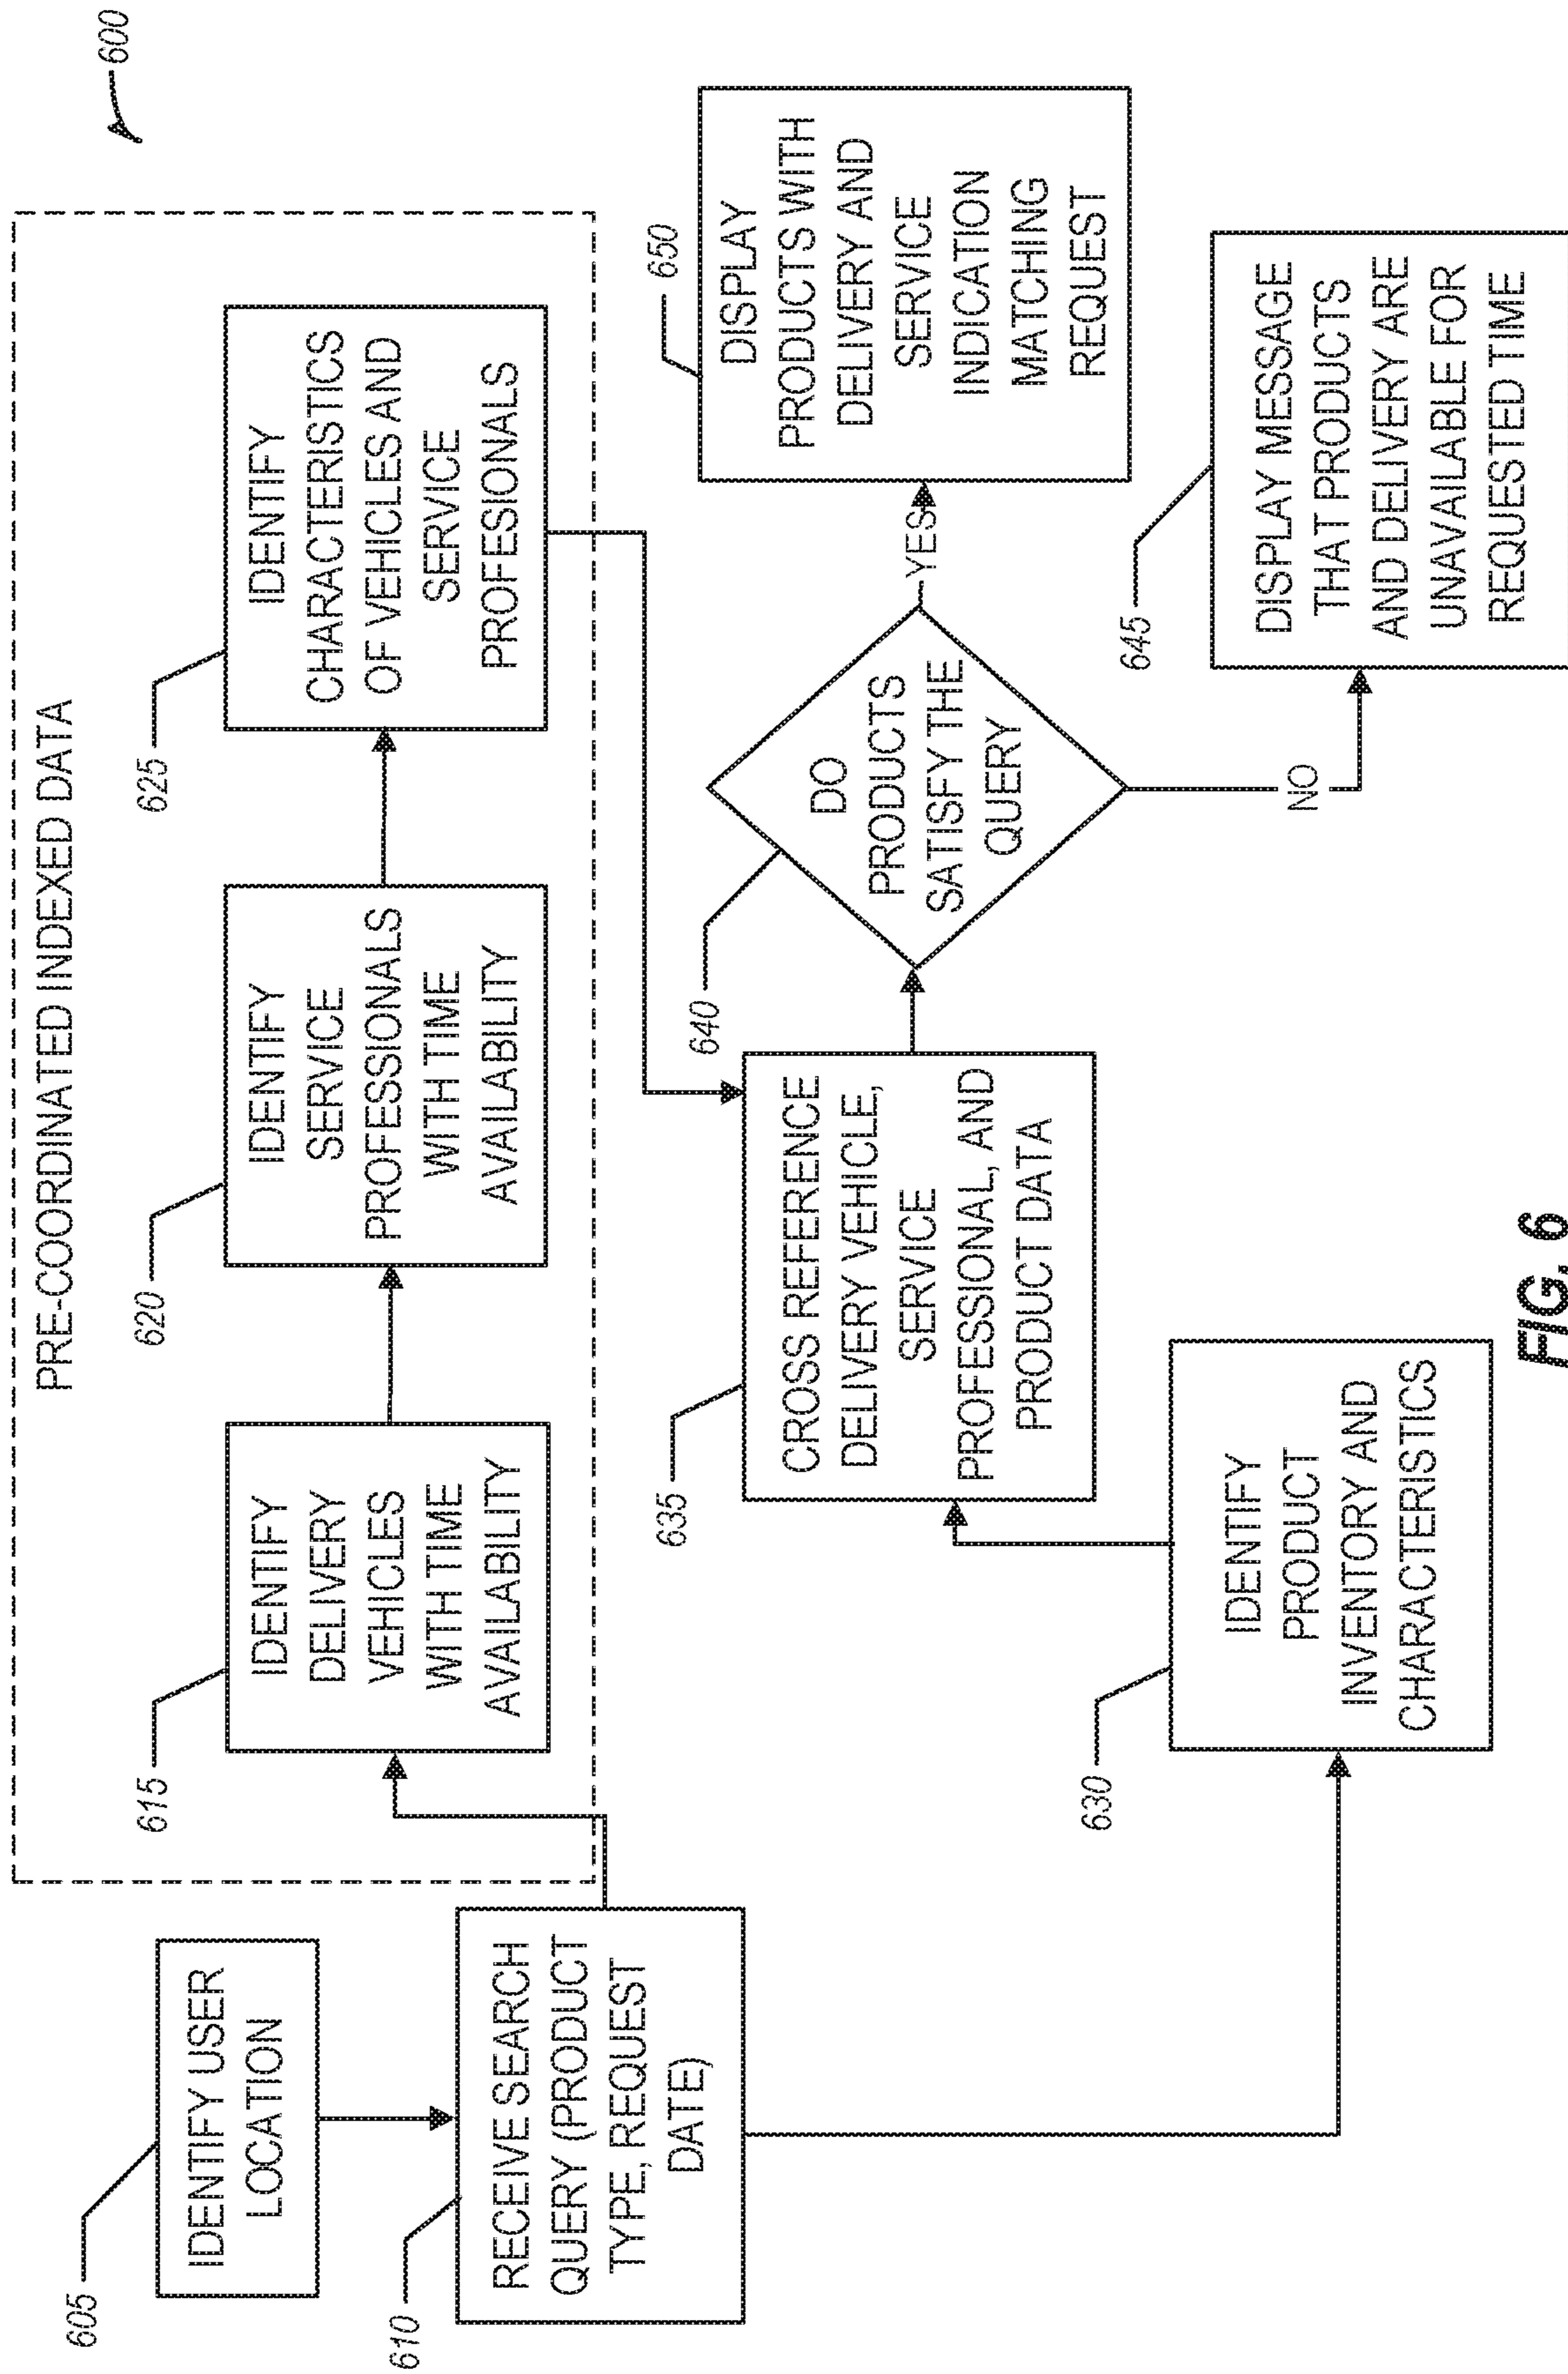 600
PRE-COORDINATED INDEXED DATA
605
IDENTIFY USER
LOCATION
610
RECEIVE SEARCH
QUERY (PRODUCT
TYPE, REQUEST
DATE)
615
IDENTIFY
DELIVERY
VEHICLES
WITH TIME
AVAILABILITY
620
IDENTIFY
SERVICE
PROFESSIONALS
WITH TIME
AVAILABILITY
625
IDENTIFY
CHARACTERISTICS
OF VEHICLES AND
SERVICE
PROFESSIONALS
630
IDENTIFY
PRODUCT
INVENTORY AND
CHARACTERISTICS
635
CROSS REFERENCE
DELIVERY VEHICLE,
SERVICE
PROFESSIONAL, AND
PRODUCT DATA
640
DO
PRODUCTS
SATISFY THE
QUERY
YES
NO
650
DISPLAY
PRODUCTS WITH
DELIVERY AND
SERVICE
INDICATION
MATCHING
REQUEST
645
DISPLAY MESSAGE
THAT PRODUCTS
AND DELIVERY ARE
UNAVAILABLE FOR
REQUESTED TIME
FIG. 6